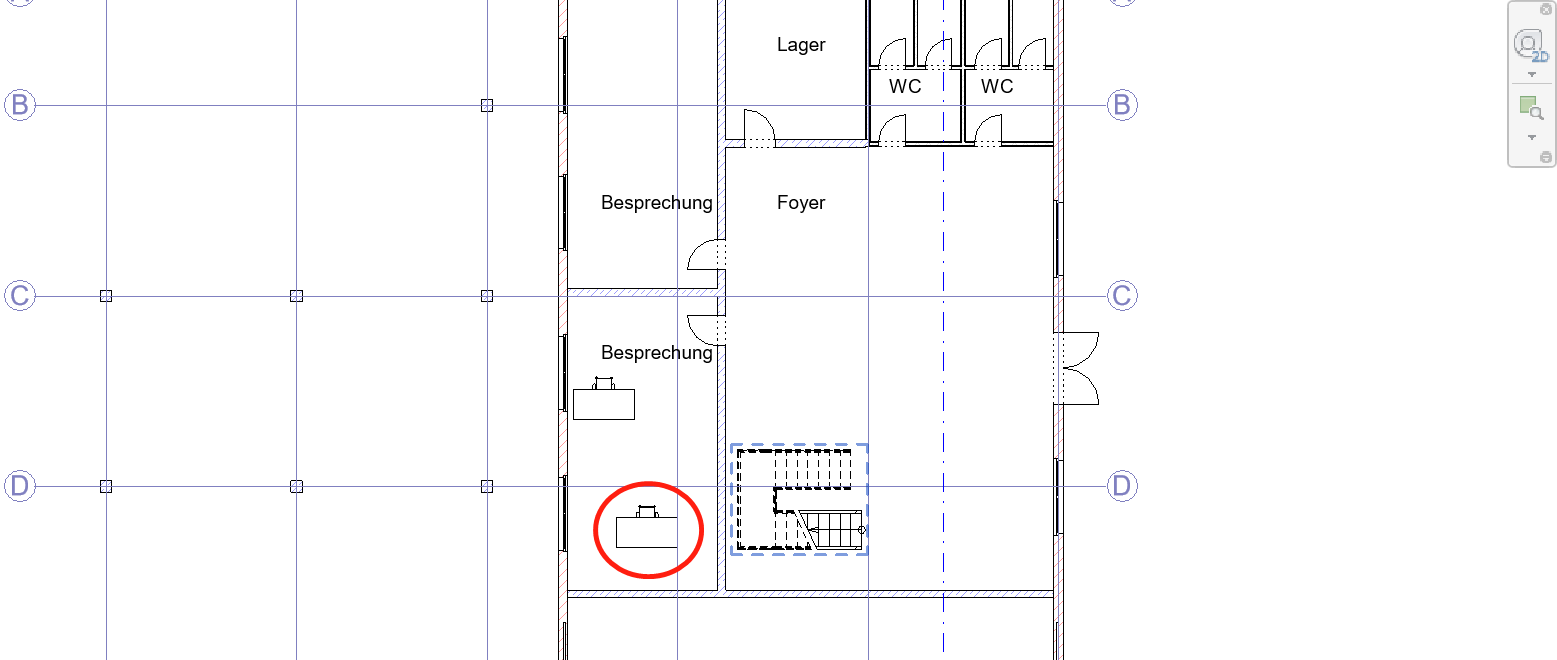 Lager
WC WC
B B
Besprechung Foyer
C C
Besprechung
D D
2D